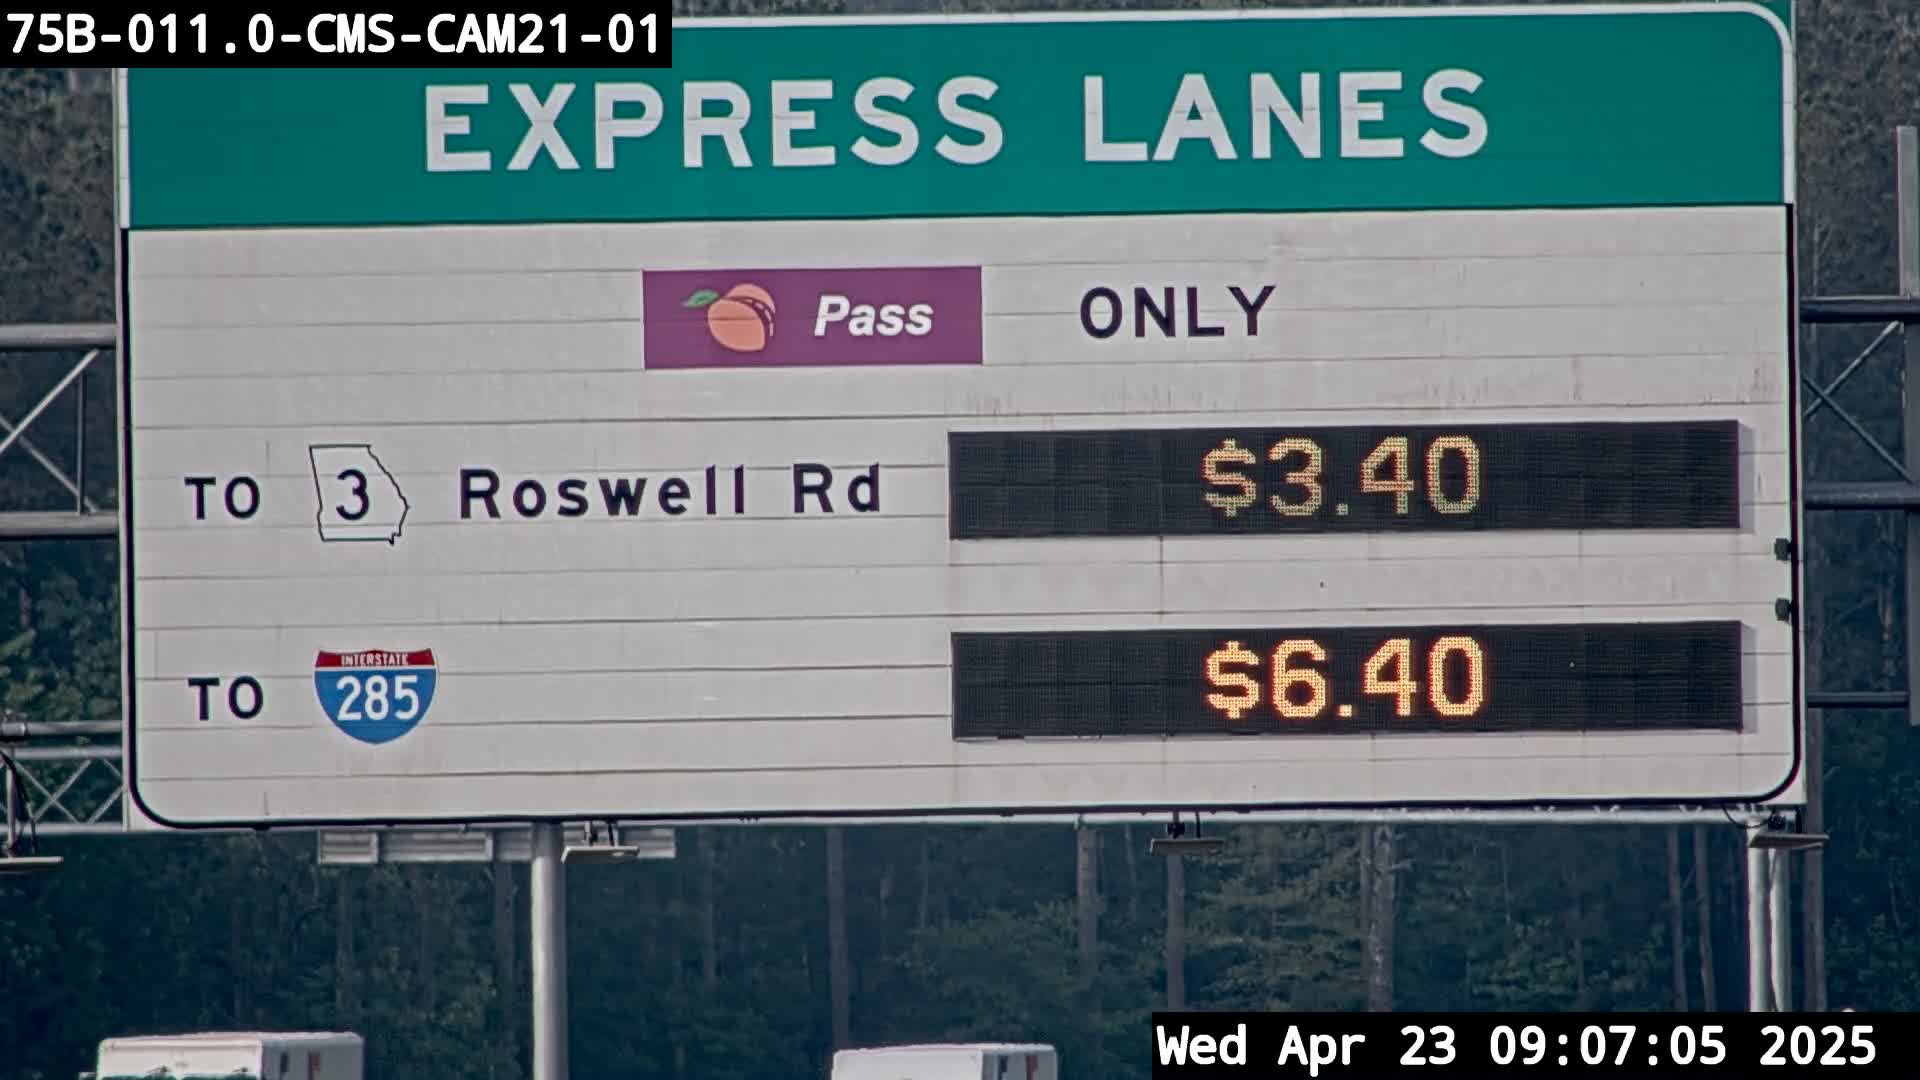 75B-011.0-CMS-CAM21-01
EXPRESS LANES
Pass ONLY
TO 3 Roswell Rd $3.40
INTERSTATE
TO 285 $6.40
Wed Apr 23 09:07:05 2025